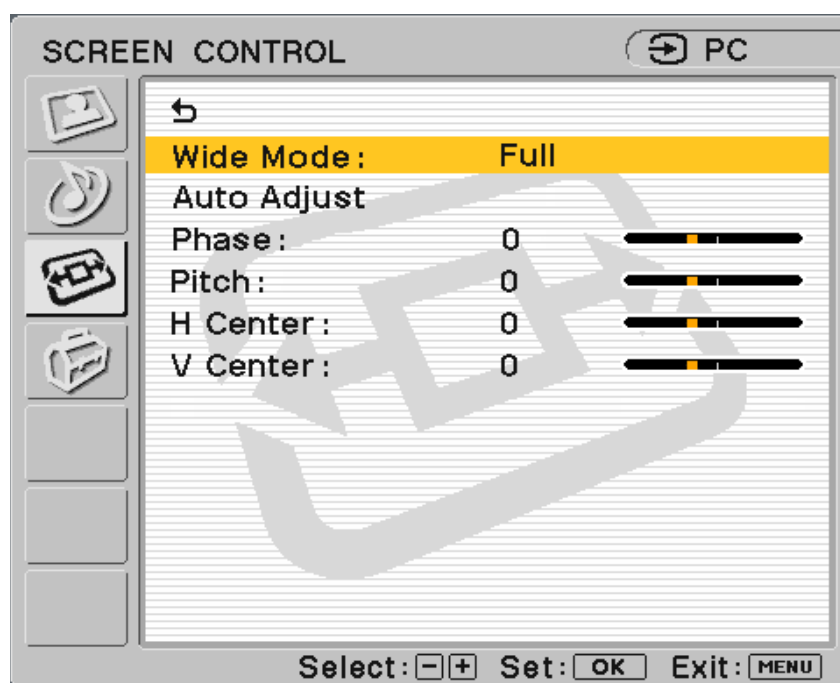 SCREEN CONTROL PC
Wide Mode: Full
Auto Adjust
Phase: 0
Pitch: 0
H Center: 0
V Center: 0
Select: - + Set: OK Exit: MENU